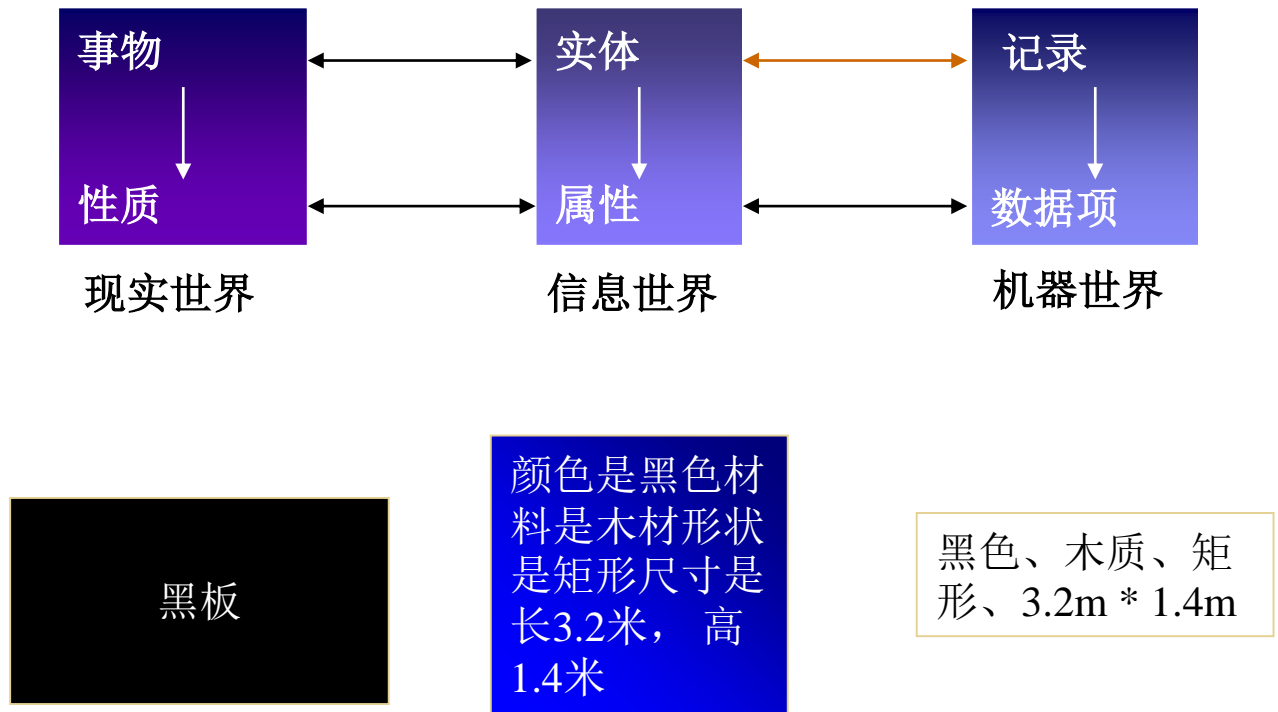 事物
实体
记录
性质
属性
数据项
现实世界
信息世界
机器世界
黑板
颜色是黑色材
料是木材形状
是矩形尺寸是
长3.2米， 高
1.4米
黑色、木质、矩
形、3.2m * 1.4m